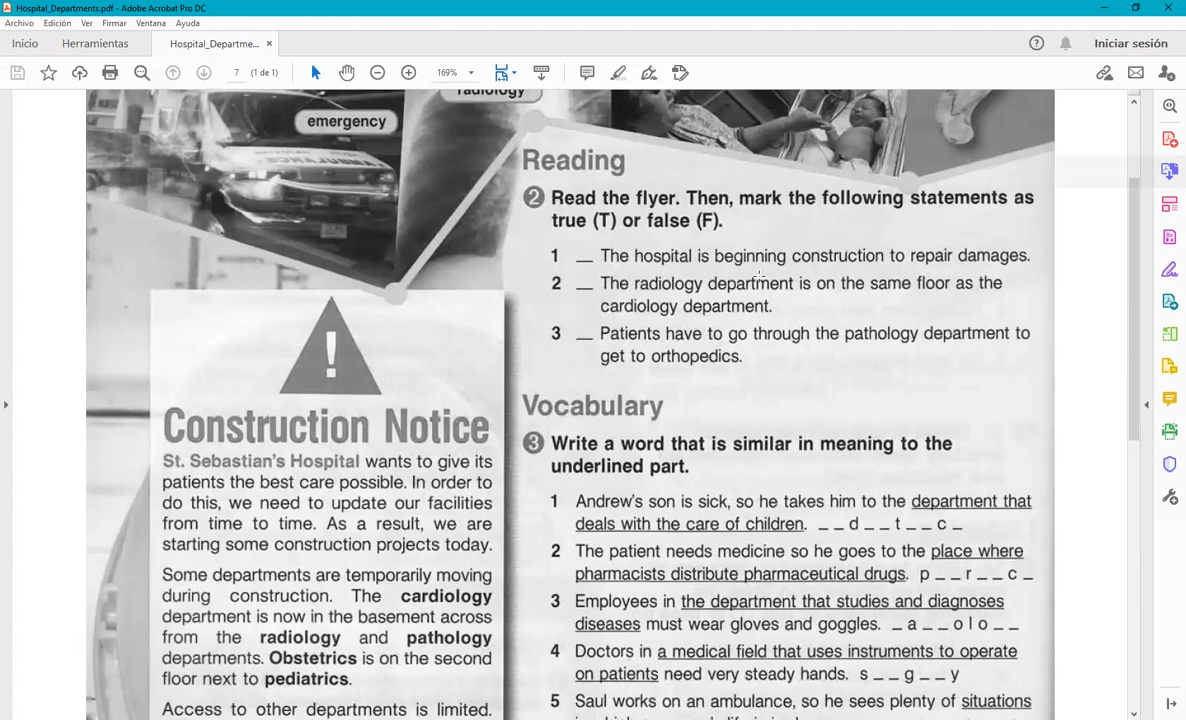 Hospital_Departments.pdf - Adobe Acrobat Pro DC
Archivo Edición Ver Firmar Ventana Ayuda
Inicio Herramientas Hospital_Departme... × Iniciar sesión
7 (1 de 1) 169%
radiology
emergency
Reading
2 Read the flyer. Then, mark the following statements as
true (T) or false (F).
1 __ The hospital is beginning construction to repair damages.
2 __ The radiology department is on the same floor as the
cardiology department.
3 __ Patients have to go through the pathology department to
get to orthopedics.
Vocabulary
3 Write a word that is similar in meaning to the
underlined part.
1 Andrew's son is sick, so he takes him to the department that
deals with the care of children. _ _ d _ _ t _ _ c _
2 The patient needs medicine so he goes to the place where
pharmacists distribute pharmaceutical drugs. p _ _ r _ _ c _
3 Employees in the department that studies and diagnoses
diseases must wear gloves and goggles. _ a _ _ o l o _ _
4 Doctors in a medical field that uses instruments to operate
on patients need very steady hands. s _ _ g _ _ y
5 Saul works on an ambulance, so he sees plenty of situations
AMBULANCE
!
Construction Notice
St. Sebastian's Hospital wants to give its
patients the best care possible. In order to
do this, we need to update our facilities
from time to time. As a result, we are
starting some construction projects today.
Some departments are temporarily moving
during construction. The cardiology
department is now in the basement across
from the radiology and pathology
departments. Obstetrics is on the second
floor next to pediatrics.
Access to other departments is limited.